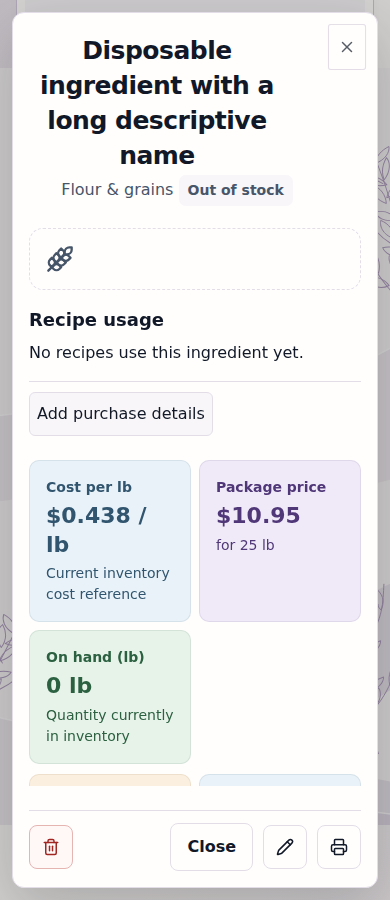 Disposable
ingredient with a
long descriptive
name
Flour & grains Out of stock
Recipe usage
No recipes use this ingredient yet.
Add purchase details
Cost per lb
$0.438 /
lb
Current inventory
cost reference
Package price
$10.95
for 25 lb
On hand (lb)
0 lb
Quantity currently
in inventory
Close